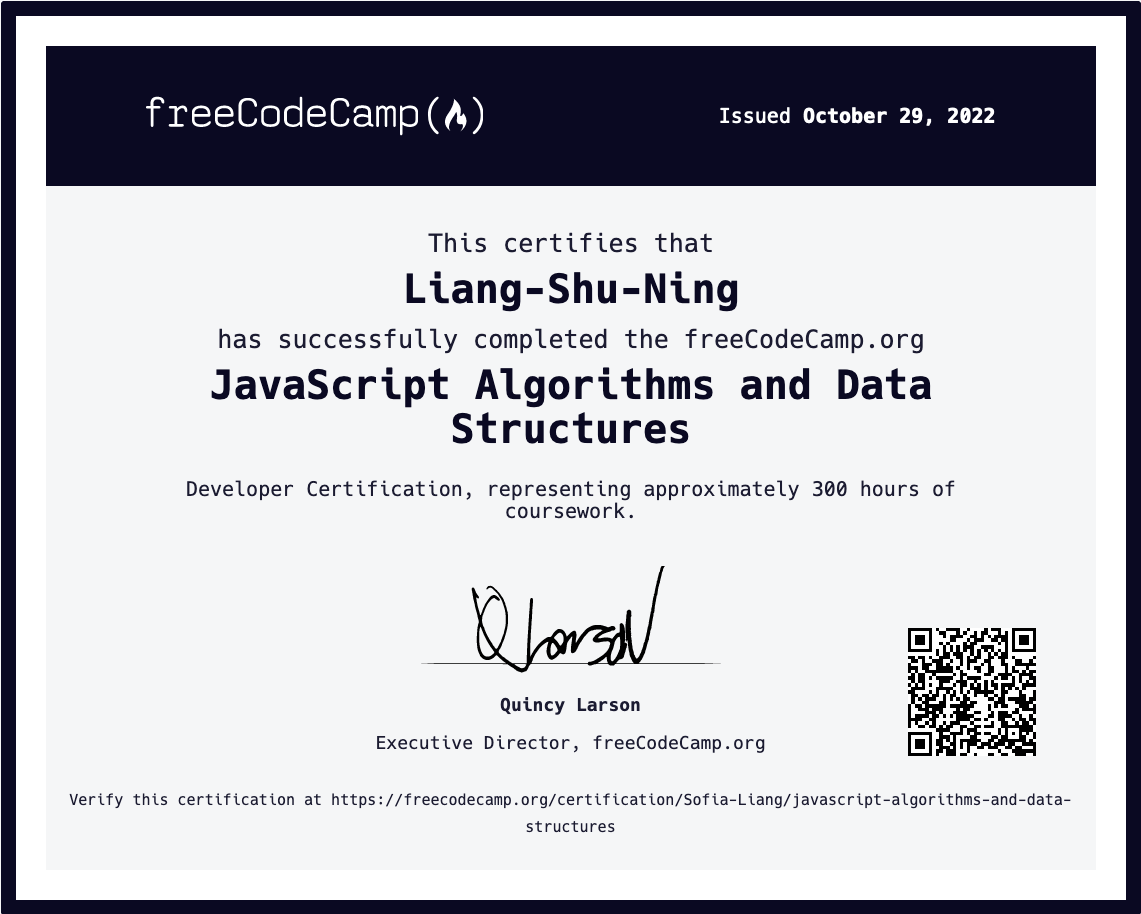 freeCodeCamp(🔥)
Issued October 29, 2022
This certifies that
Liang-Shu-Ning
has successfully completed the freeCodeCamp.org
JavaScript Algorithms and Data
Structures
Developer Certification, representing approximately 300 hours of
coursework.
Q Larson
Quincy Larson
Executive Director, freeCodeCamp.org
Verify this certification at https://freecodecamp.org/certification/Sofia-Liang/javascript-algorithms-and-data-
structures